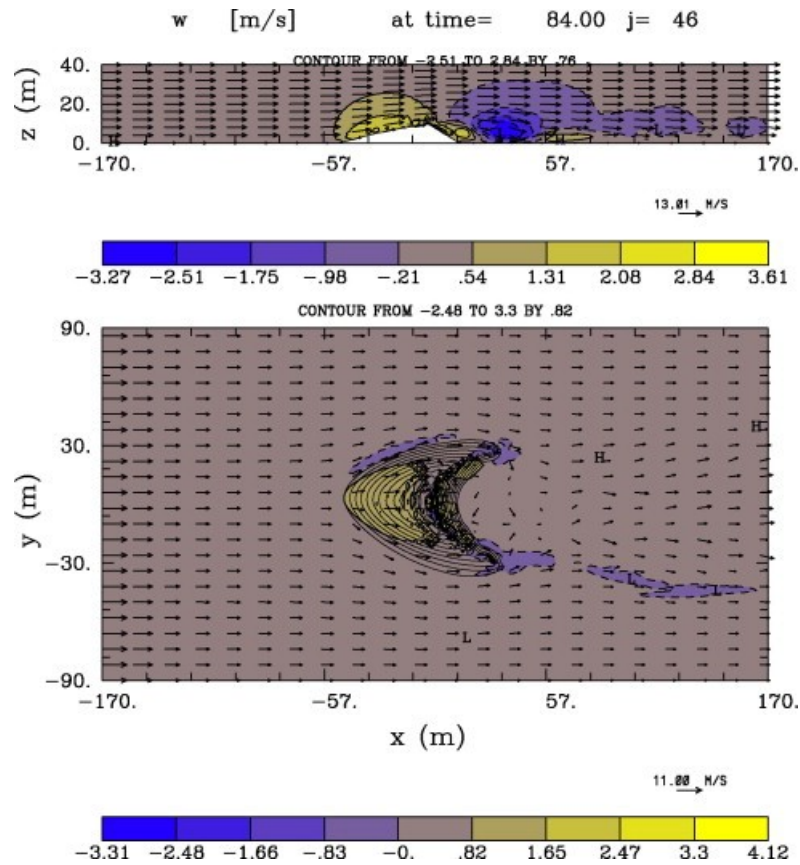 w [m/s] at time= 84.00 j= 46
CONTOUR FROM -2.51 TO 2.84 BY .76
40.
20.
0.
z (m)
H
L
-170. -57. 57. 170.
13.01 M/S
-3.27 -2.51 -1.75 -.98 -.21 .54 1.31 2.08 2.84 3.61
CONTOUR FROM -2.48 TO 3.3 BY .82
90.
30.
-30.
-90.
y (m)
H
H
L
L
L
-170. -57. 57. 170.
x (m)
11.00 M/S
-3.31 -2.48 -1.66 -.83 -0. .82 1.65 2.47 3.3 4.12